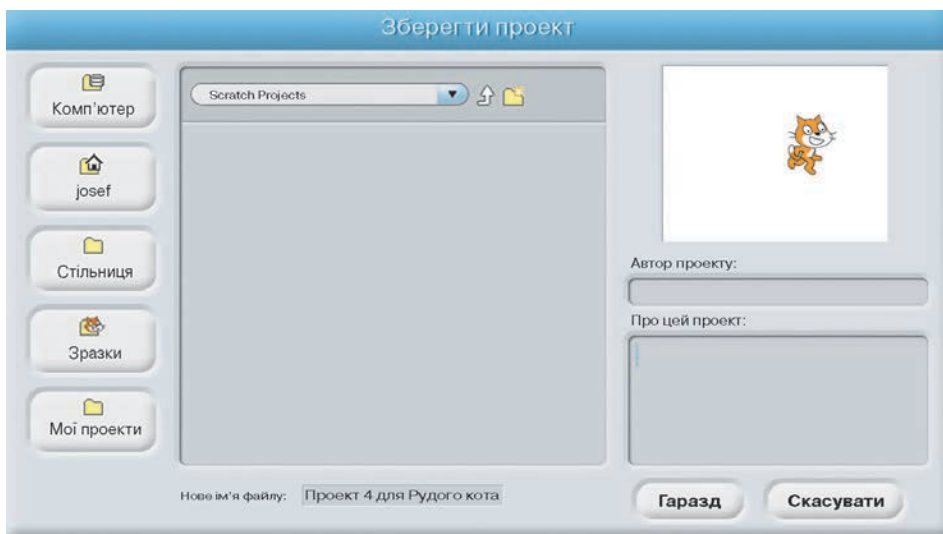 Зберегти проект
Комп'ютер
josef
Стільниця
Зразки
Мої проекти
Scratch Projects
Автор проекту:
Про цей проект:
Нове ім'я файлу: Проект 4 для Рудого кота
Гаразд
Скасувати